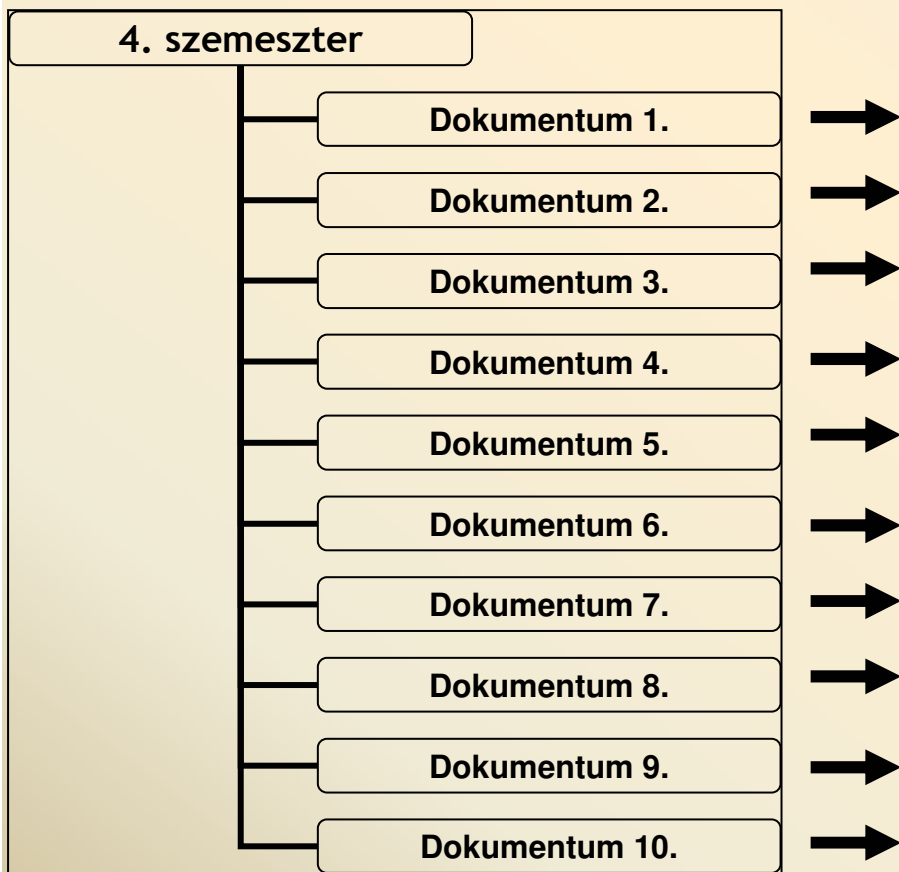 4. szemeszter
Dokumentum 1.
Dokumentum 2.
Dokumentum 3.
Dokumentum 4.
Dokumentum 5.
Dokumentum 6.
Dokumentum 7.
Dokumentum 8.
Dokumentum 9.
Dokumentum 10.